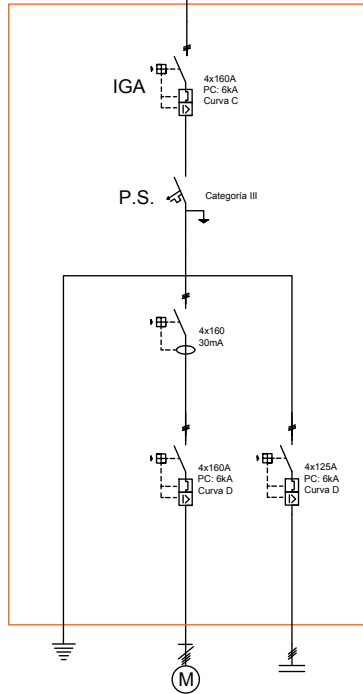 IGA
4x160A
PC: 6kA
Curva C
P.S.
Categoría III
4x160
30mA
4x160A
PC: 6kA
Curva D
4x125A
PC: 6kA
Curva D
M